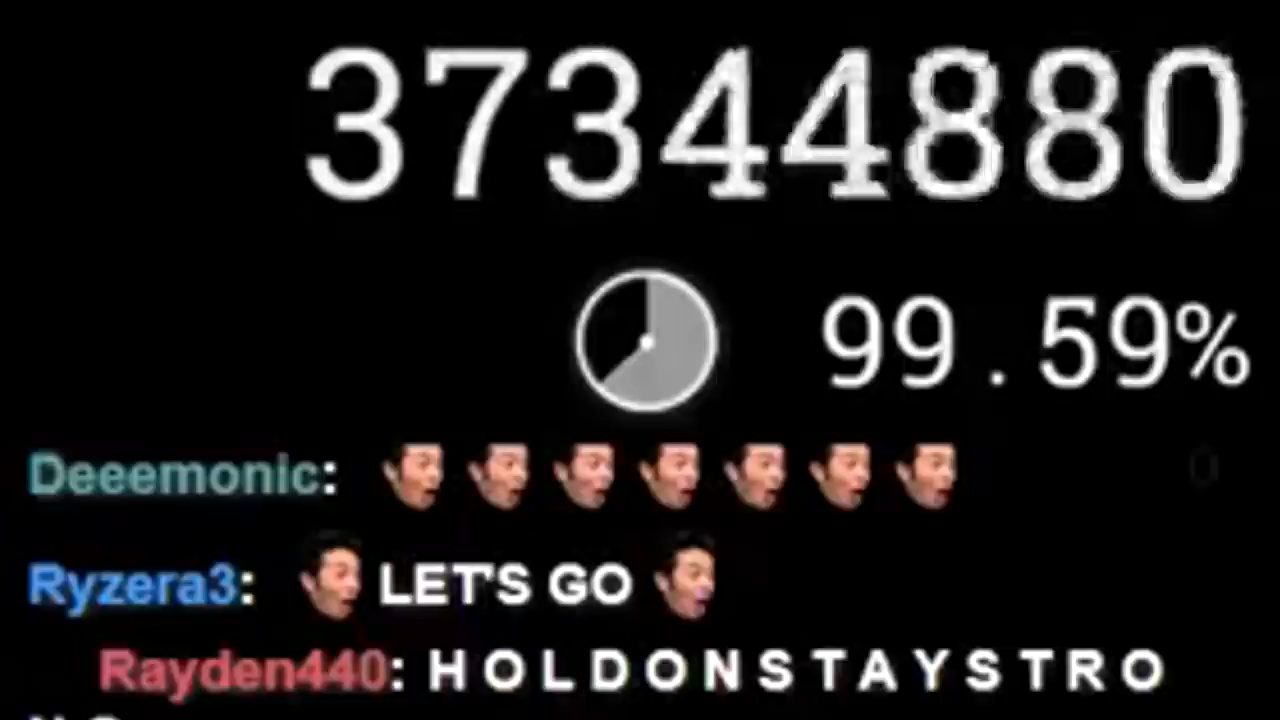 37344880
99.59%
Deeemonic:
Ryzera3: LET'S GO
Rayden440: H O L D O N S T A Y S T R O